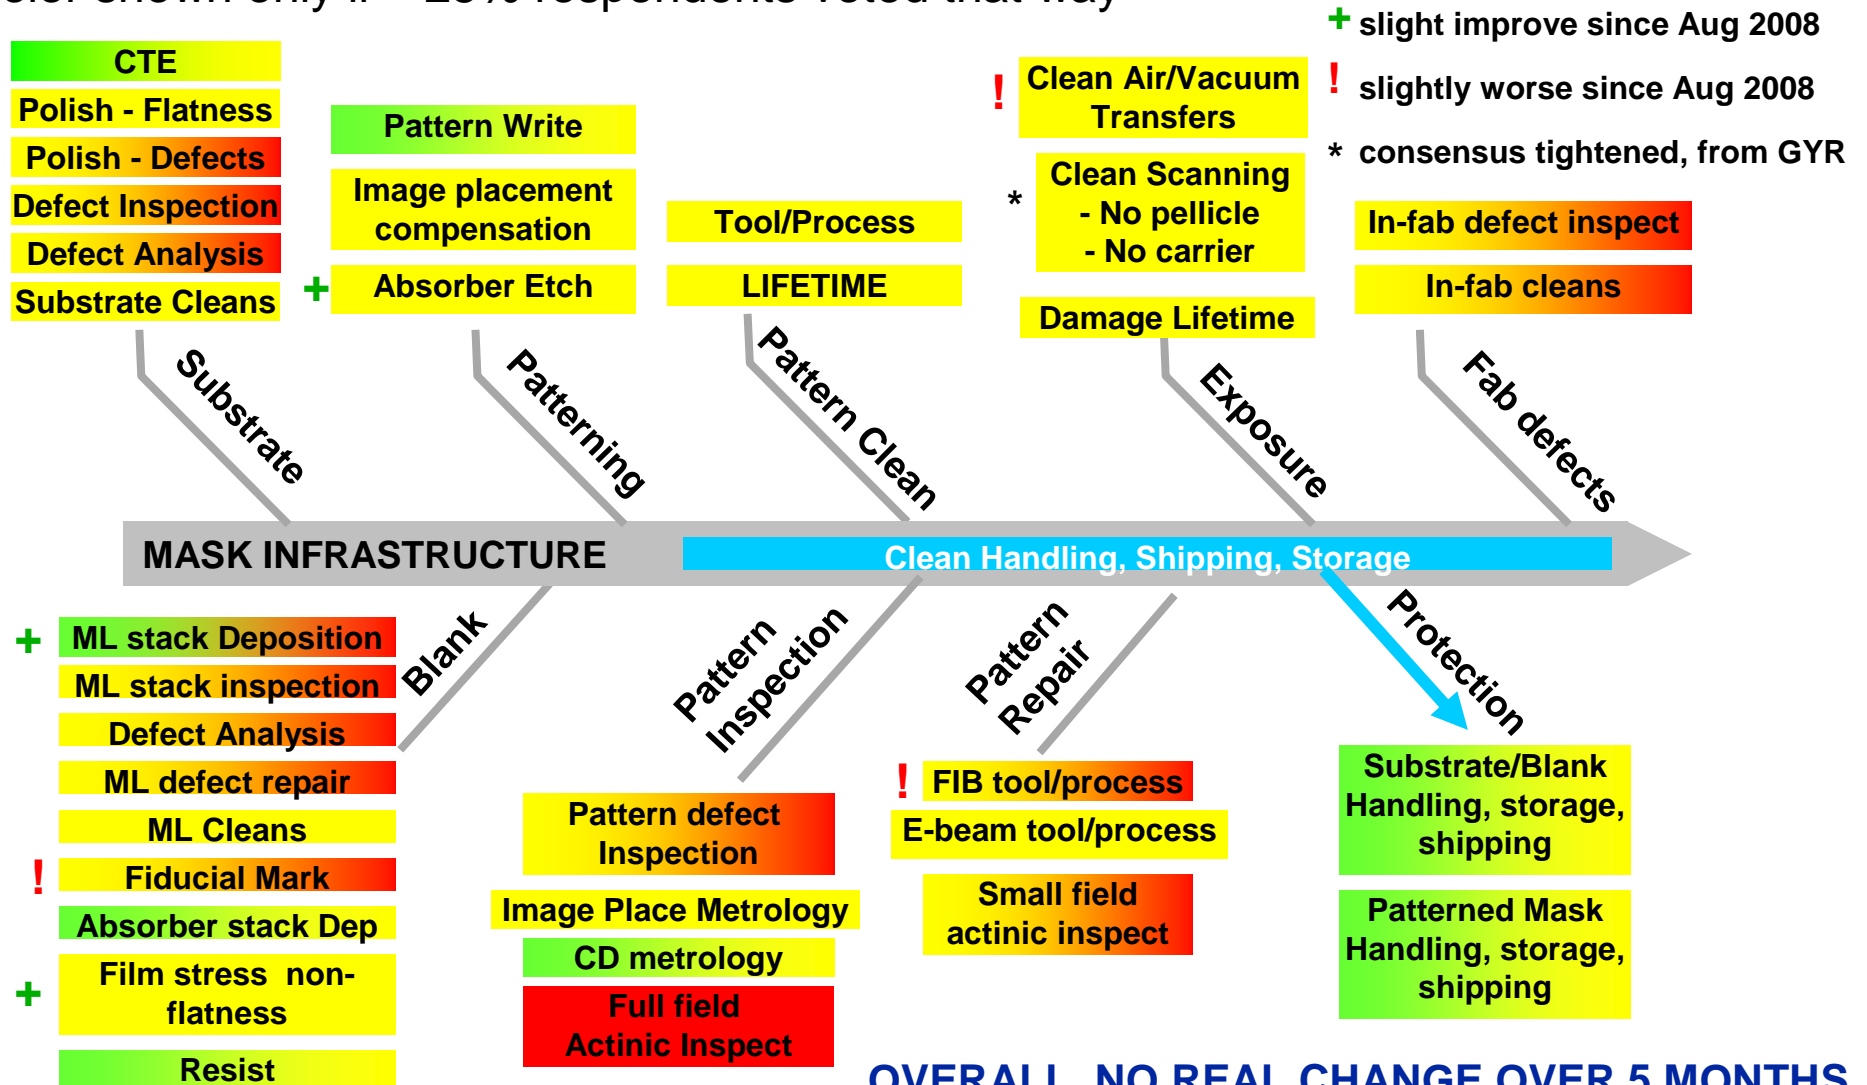 + slight improve since Aug 2008
! slightly worse since Aug 2008
* consensus tightened, from GYR
CTE
Polish - Flatness
Polish - Defects
Defect Inspection
Defect Analysis
Substrate Cleans
Substrate
Pattern Write
Image placement
compensation
+ Absorber Etch
Patterning
Tool/Process
LIFETIME
Pattern Clean
! Clean Air/Vacuum
Transfers
* Clean Scanning
- No pellicle
- No carrier
Damage Lifetime
Exposure
In-fab defect inspect
In-fab cleans
Fab defects
MASK INFRASTRUCTURE
Clean Handling, Shipping, Storage
+ ML stack Deposition
ML stack inspection
Defect Analysis
ML defect repair
ML Cleans
! Fiducial Mark
Absorber stack Dep
+ Film stress non-
flatness
Resist
Blank
Pattern
Inspection
Pattern defect
Inspection
Image Place Metrology
CD metrology
Full field
Actinic Inspect
Pattern
Repair
! FIB tool/process
E-beam tool/process
Small field
actinic inspect
Protection
Substrate/Blank
Handling, storage,
shipping
Patterned Mask
Handling, storage,
shipping
OVERALL NO REAL CHANGE OVER 5 MONTHS